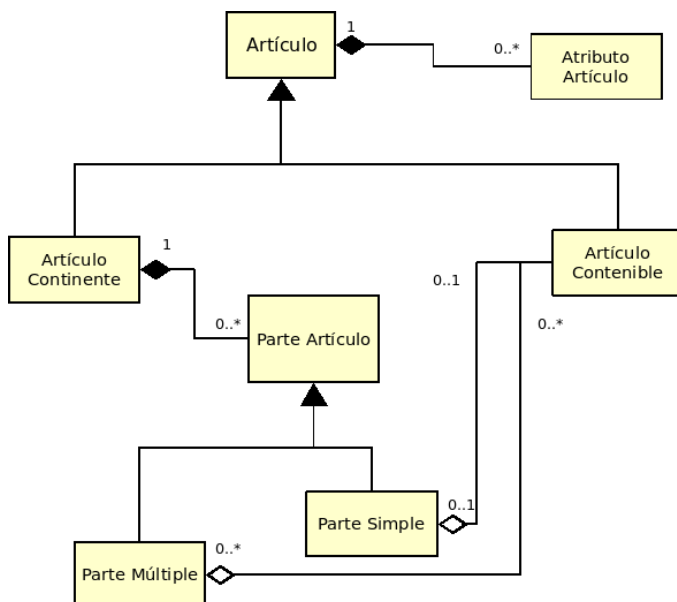 Artículo
1
0..*
Atributo
Artículo
Artículo
Continente
1
0..*
Parte Artículo
Artículo
Contenible
0..1
0..*
Parte Simple
0..1
Parte Múltiple
0..*